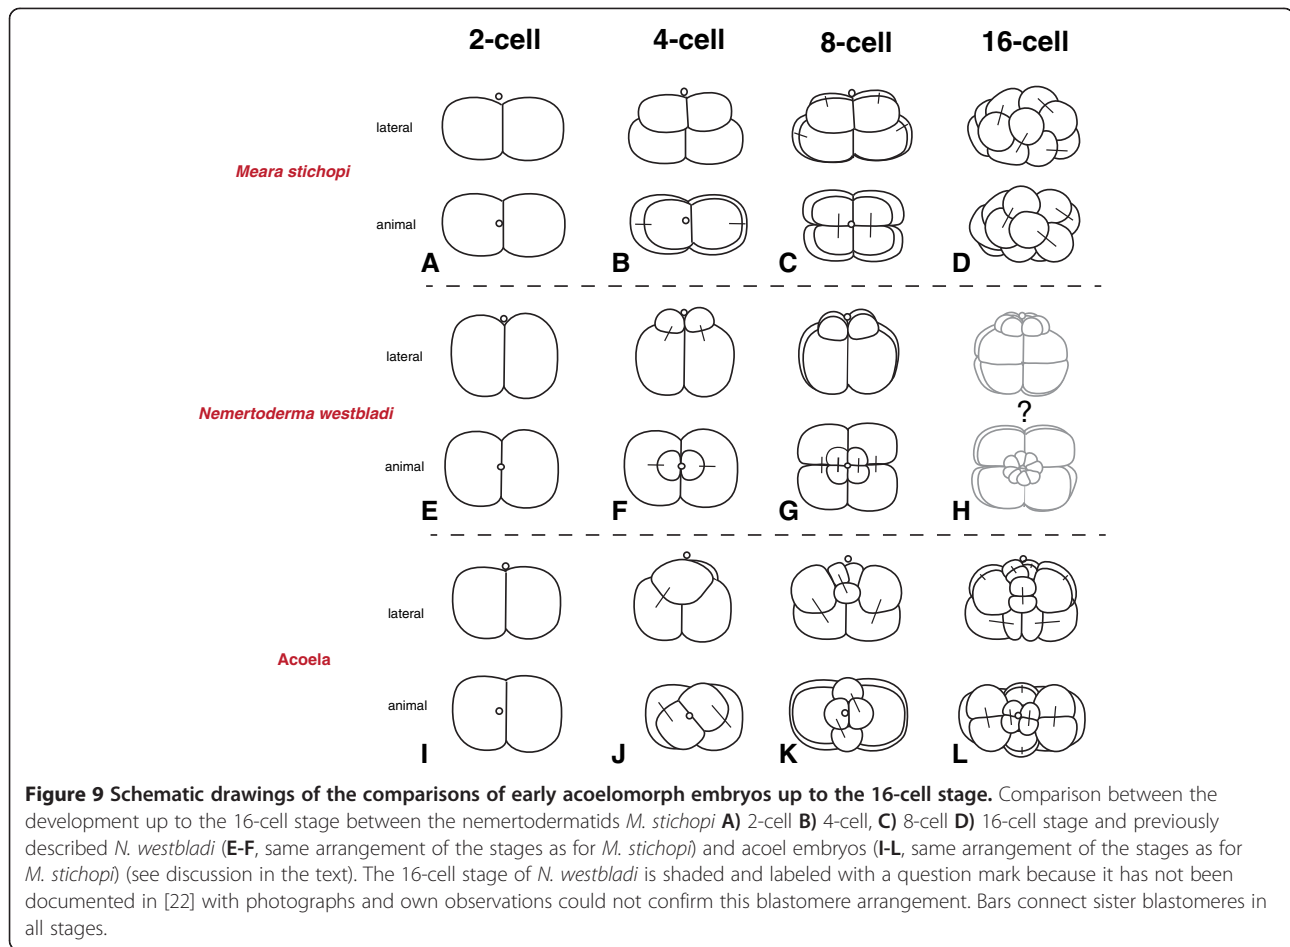 2-cell 4-cell 8-cell 16-cell
lateral
Meara stichopi
animal
A B C D
lateral
Nemertoderma westbladi
?
animal
E F G H
lateral
Acoela
animal
I J K L
Figure 9 Schematic drawings of the comparisons of early acoelomorph embryos up to the 16-cell stage. Comparison between the
development up to the 16-cell stage between the nemertodermatids M. stichopi A) 2-cell B) 4-cell, C) 8-cell D) 16-cell stage and previously
described N. westbladi (E-F, same arrangement of the stages as for M. stichopi) and acoel embryos (I-L, same arrangement of the stages as for
M. stichopi) (see discussion in the text). The 16-cell stage of N. westbladi is shaded and labeled with a question mark because it has not been
documented in [22] with photographs and own observations could not confirm this blastomere arrangement. Bars connect sister blastomeres in
all stages.